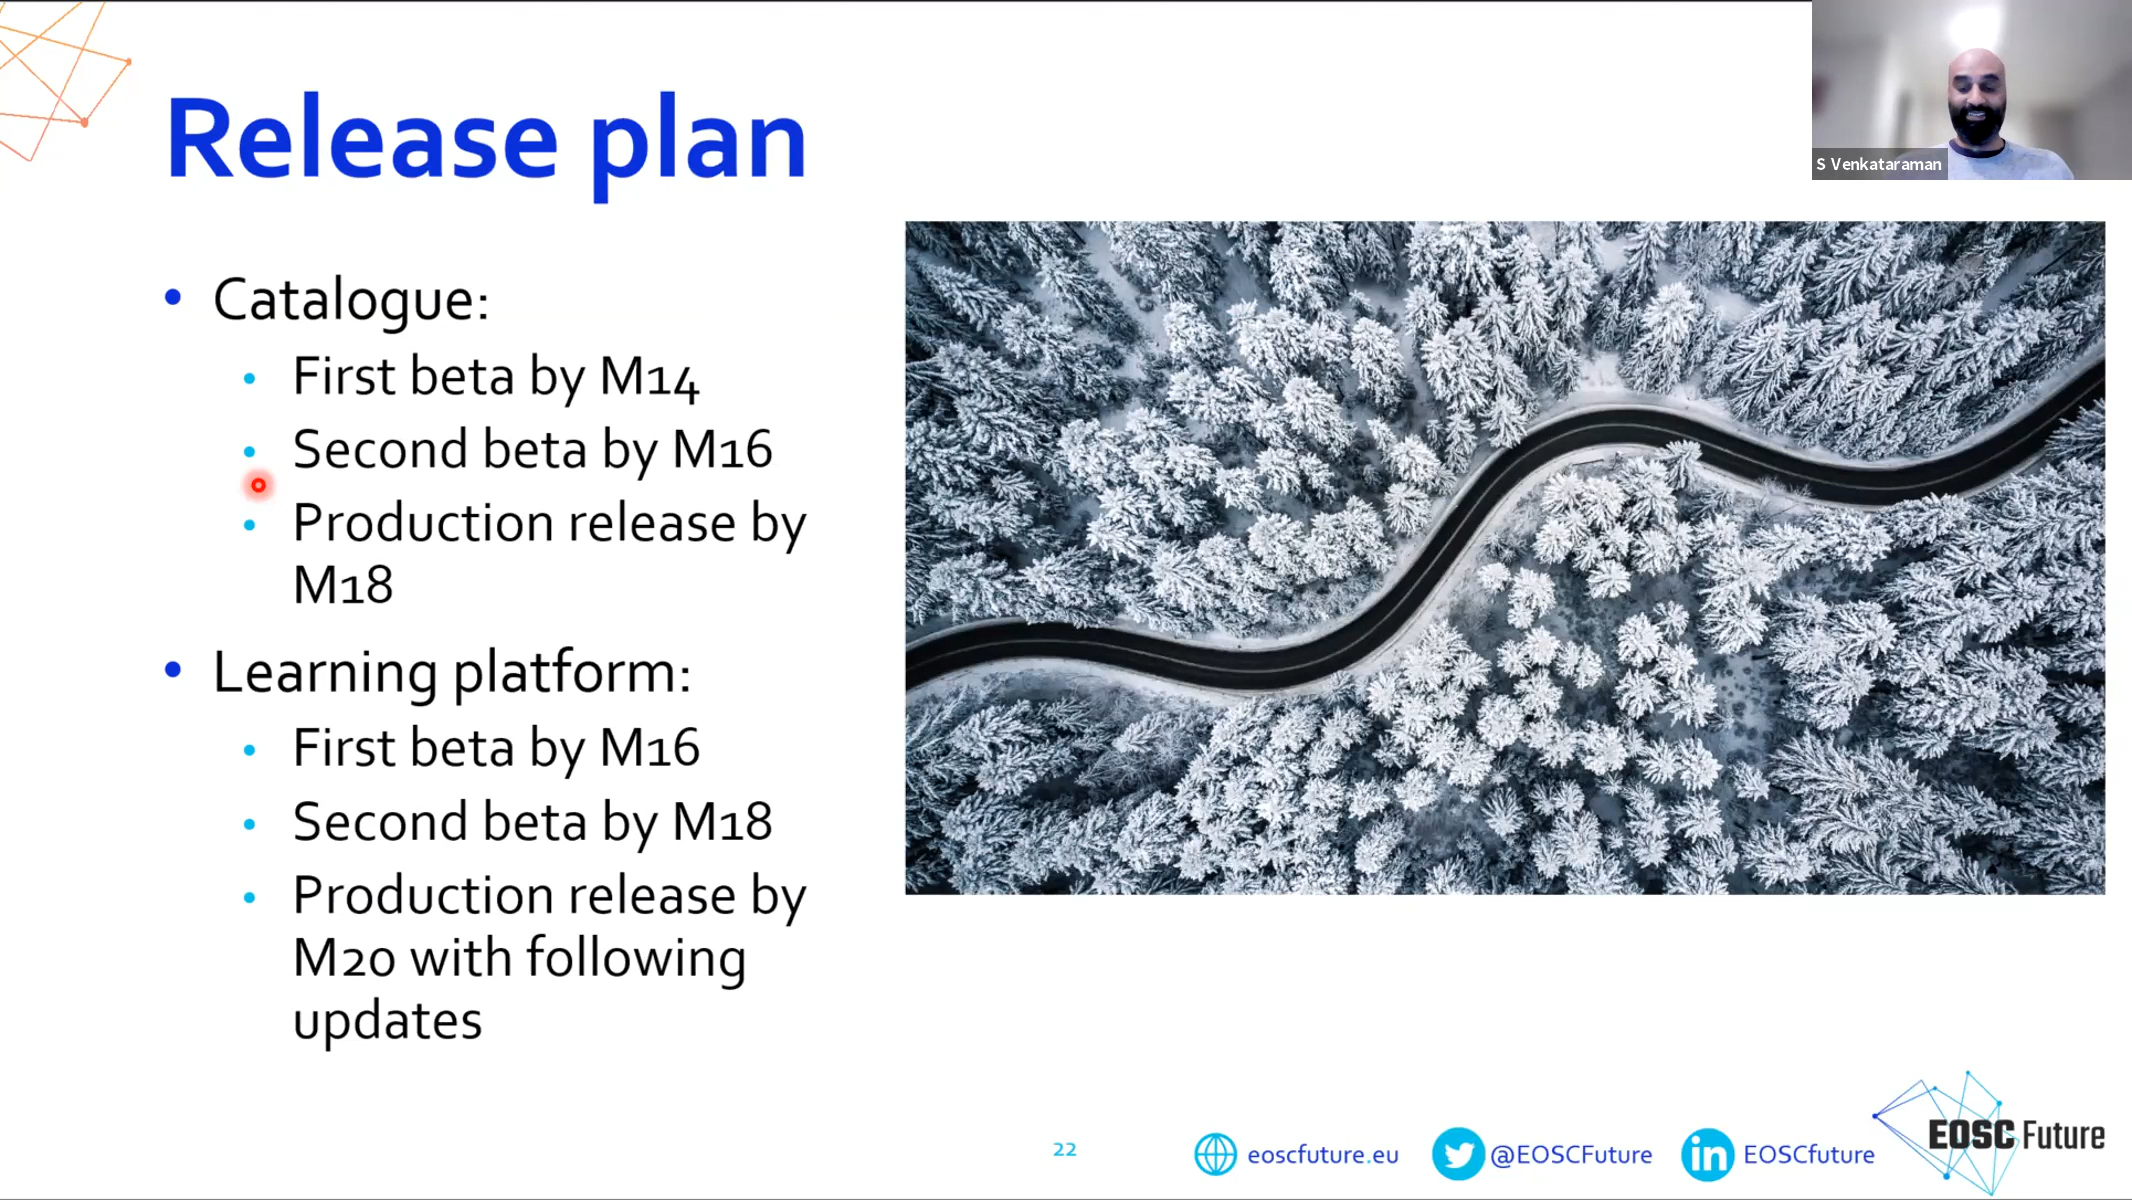 Release plan
S Venkataraman
• Catalogue:
• First beta by M14
• Second beta by M16
• Production release by
M18
• Learning platform:
• First beta by M16
• Second beta by M18
• Production release by
M20 with following
updates
22
eoscfuture.eu
@EOSCFuture
in
EOSCfuture
EOSC Future